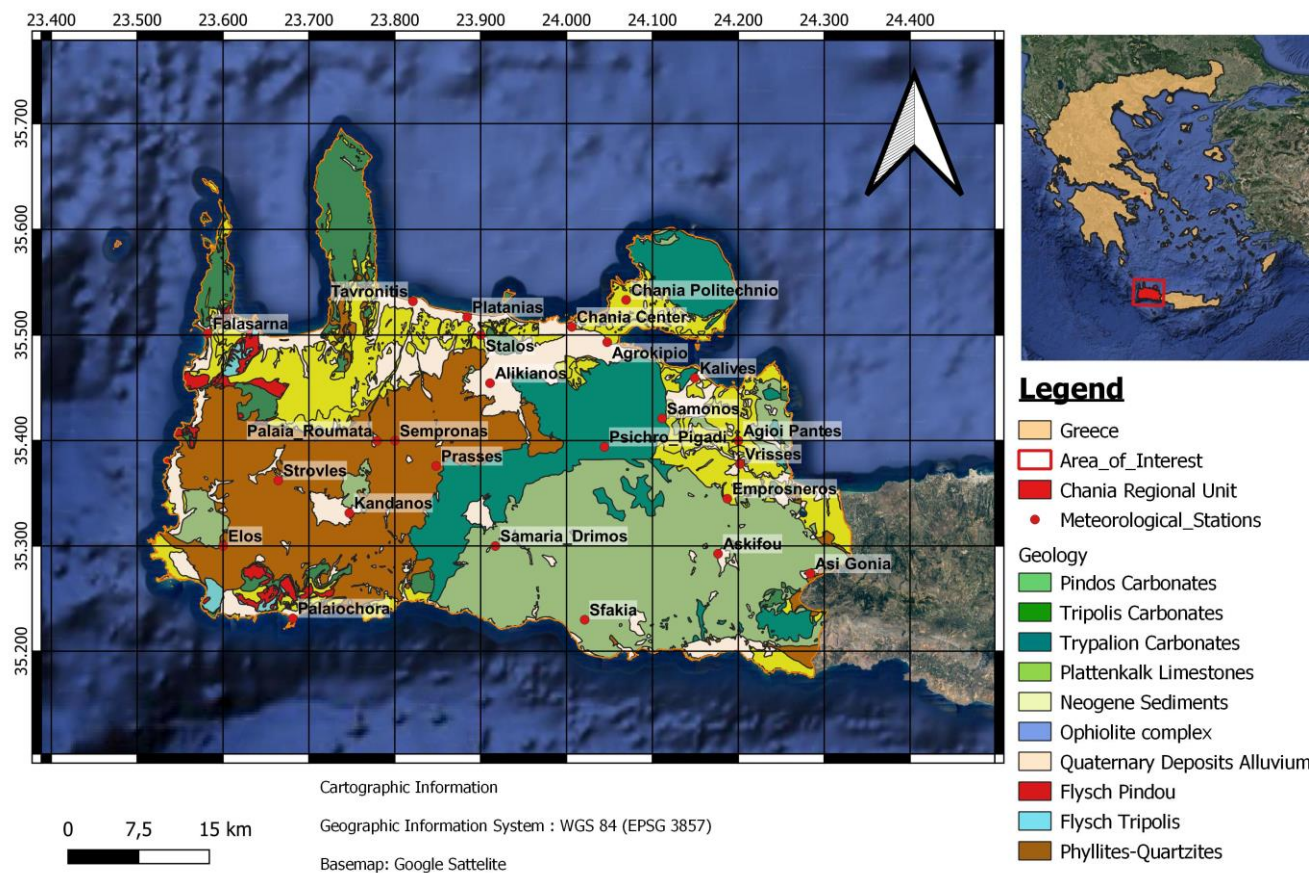 23.400 23.500 23.600 23.700 23.800 23.900 24.000 24.100 24.200 24.300 24.400
35.700
35.600
35.500
35.400
35.300
35.200
Tavronitis
Platanias
Chania Politechnio
Chania Center
Falasarna
Stalos
Agrokipio
Alikianos
Kalives
Samonos
Palaia_Roumata
Sempronas
Psichro_Pigadi
Agioi Pantes
Prasses
Vrisses
Strovles
Kandanos
Emprosneros
Elos
Samaria_Drimos
Askifou
Asi Gonia
Palaiochora
Sfakia
Legend
Greece
Area_of_Interest
Chania Regional Unit
Meteorological_Stations
Geology
Pindos Carbonates
Tripolis Carbonates
Trypalion Carbonates
Plattenkalk Limestones
Neogene Sediments
Ophiolite complex
Quaternary Deposits Alluvium
Flysch Pindou
Flysch Tripolis
Phyllites-Quartzites
0 7,5 15 km
Cartographic Information
Geographic Information System : WGS 84 (EPSG 3857)
Basemap: Google Sattelite